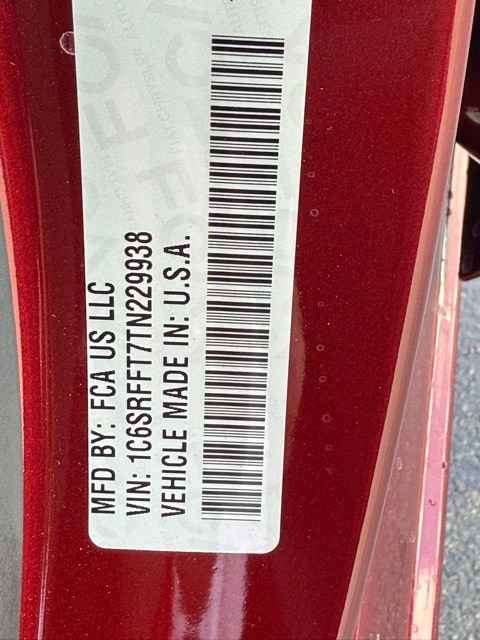 MFD BY: FCA US LLC
VIN: 1C6SRFFT7TN229938
VEHICLE MADE IN: U.S.A.